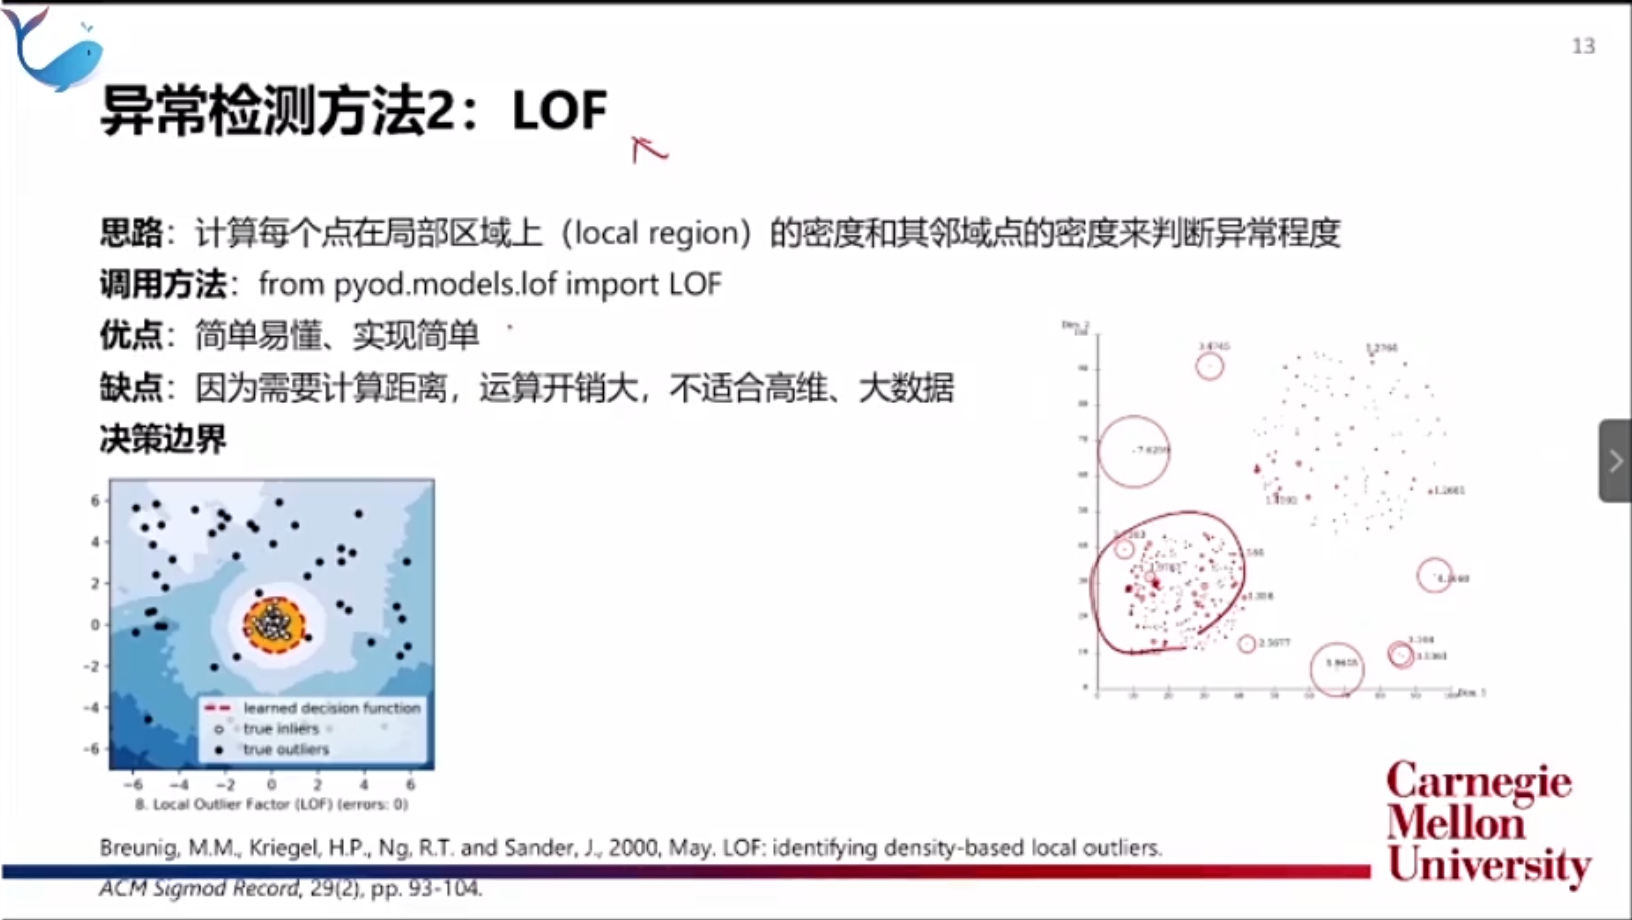 13
异常检测方法2：LOF
思路：计算每个点在局部区域上（local region）的密度和其邻域点的密度来判断异常程度
调用方法：from pyod.models.lof import LOF
优点：简单易懂、实现简单
缺点：因为需要计算距离，运算开销大，不适合高维、大数据
决策边界
6
4
2
0
−2
−4
−6
learned decision function
true inliers
true outliers
−6 −4 −2 0 2 4 6
8. Local Outlier Factor (LOF) (errors: 0)
Dim. 2
Dim. 1
Breunig, M.M., Kriegel, H.P., Ng, R.T. and Sander, J., 2000, May. LOF: identifying density-based local outliers.
ACM Sigmod Record, 29(2), pp. 93-104.
Carnegie
Mellon
University